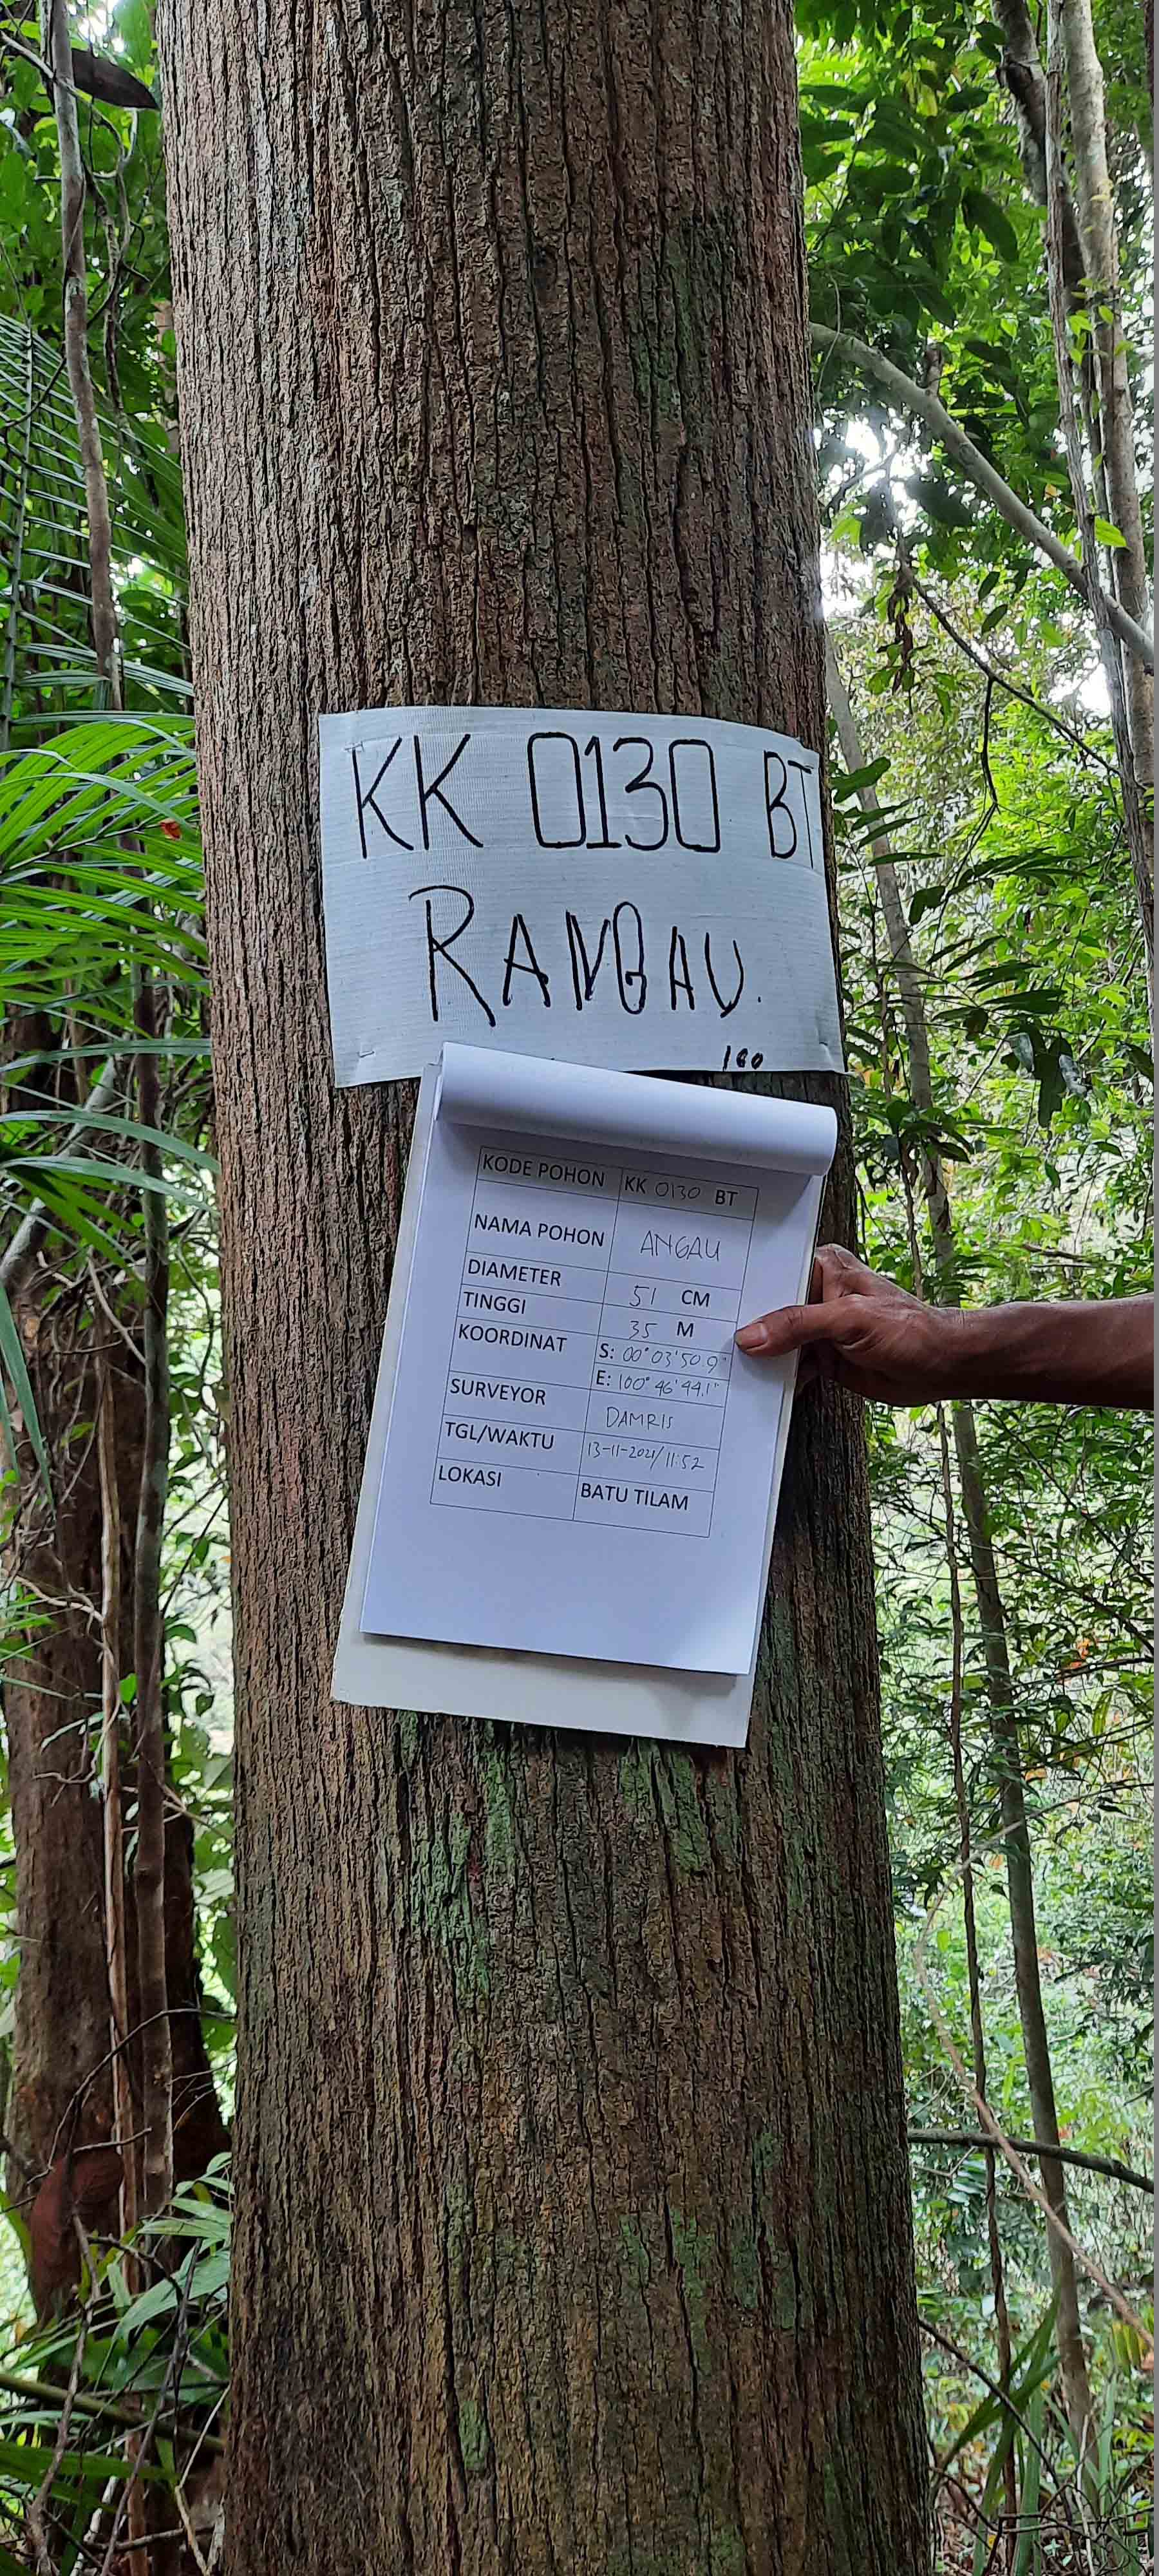 KK 0130 BT
RANGAU.
100
KODE POHON KK 0130 BT
NAMA POHON ANGAU
DIAMETER 51 CM
TINGGI 35 M
KOORDINAT S: 00° 03' 50.9"
E: 100° 46' 44.1"
SURVEYOR DAMRIS
TGL/WAKTU 13-11-2021/11:52
LOKASI BATU TILAM